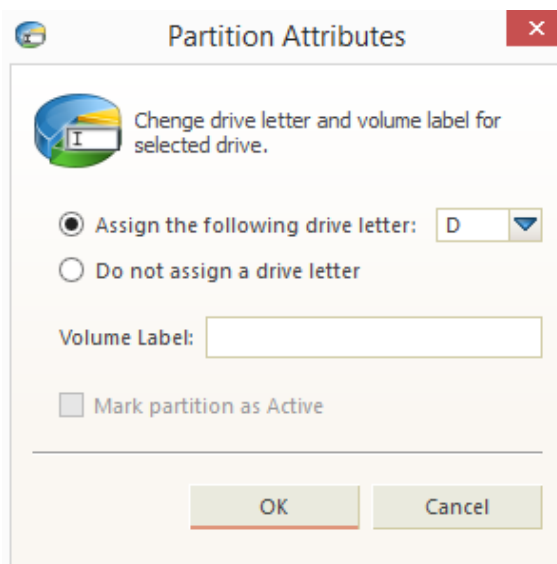 Partition Attributes
Chenge drive letter and volume label for
selected drive.
Assign the following drive letter: D
Do not assign a drive letter
Volume Label:
Mark partition as Active
OK Cancel